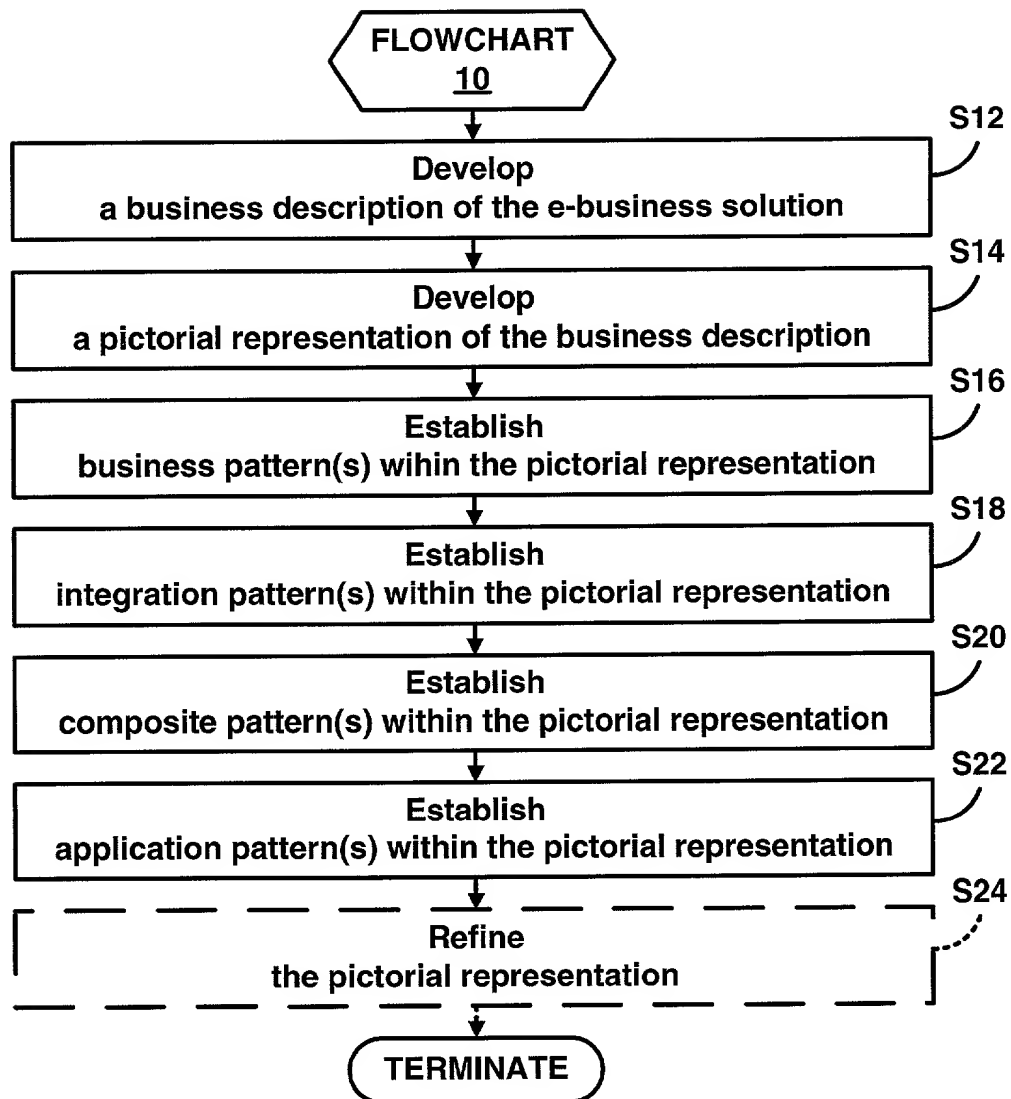 FLOWCHART
10
S12
Develop
a business description of the e-business solution
S14
Develop
a pictorial representation of the business description
S16
Establish
business pattern(s) wihin the pictorial representation
S18
Establish
integration pattern(s) within the pictorial representation
S20
Establish
composite pattern(s) within the pictorial representation
S22
Establish
application pattern(s) within the pictorial representation
S24
Refine
the pictorial representation
TERMINATE